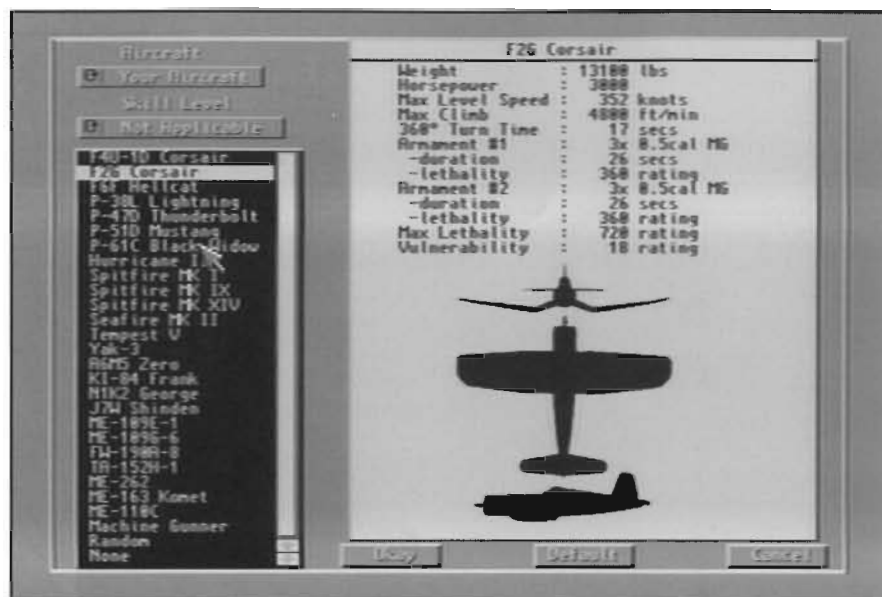 Aircraft
Your Aircraft
Skill Level
Not Applicable
F4U-1D Corsair
F2G Corsair
F6F Hellcat
P-38L Lightning
P-47D Thunderbolt
P-51D Mustang
P-61C Black Widow
Hurricane
Spitfire MK
Spitfire MK IX
Spitfire MK XIV
Seafire MK II
Tempest V
Yak-3
A6M5 Zero
KI-84 Frank
N1K2 George
J7W Shinden
ME-109E-1
ME-109G-6
FW-190A-8
TA-152H-1
ME-262
ME-163 Komet
ME-110C
Machine Gunner
Random
None
F2G Corsair
Weight : 13100 lbs
Horsepower : 3000
Max Level Speed : 352 knots
Max Climb : 4800 ft/min
360° Turn Time : 17 secs
Armament #1 : 3x 0.5cal MG
-duration : 26 secs
-lethality : 360 rating
Armament #2 : 3x 0.5cal MG
-duration : 26 secs
-lethality : 360 rating
Max Lethality : 720 rating
Vulnerability : 18 rating
Okay Default Cancel